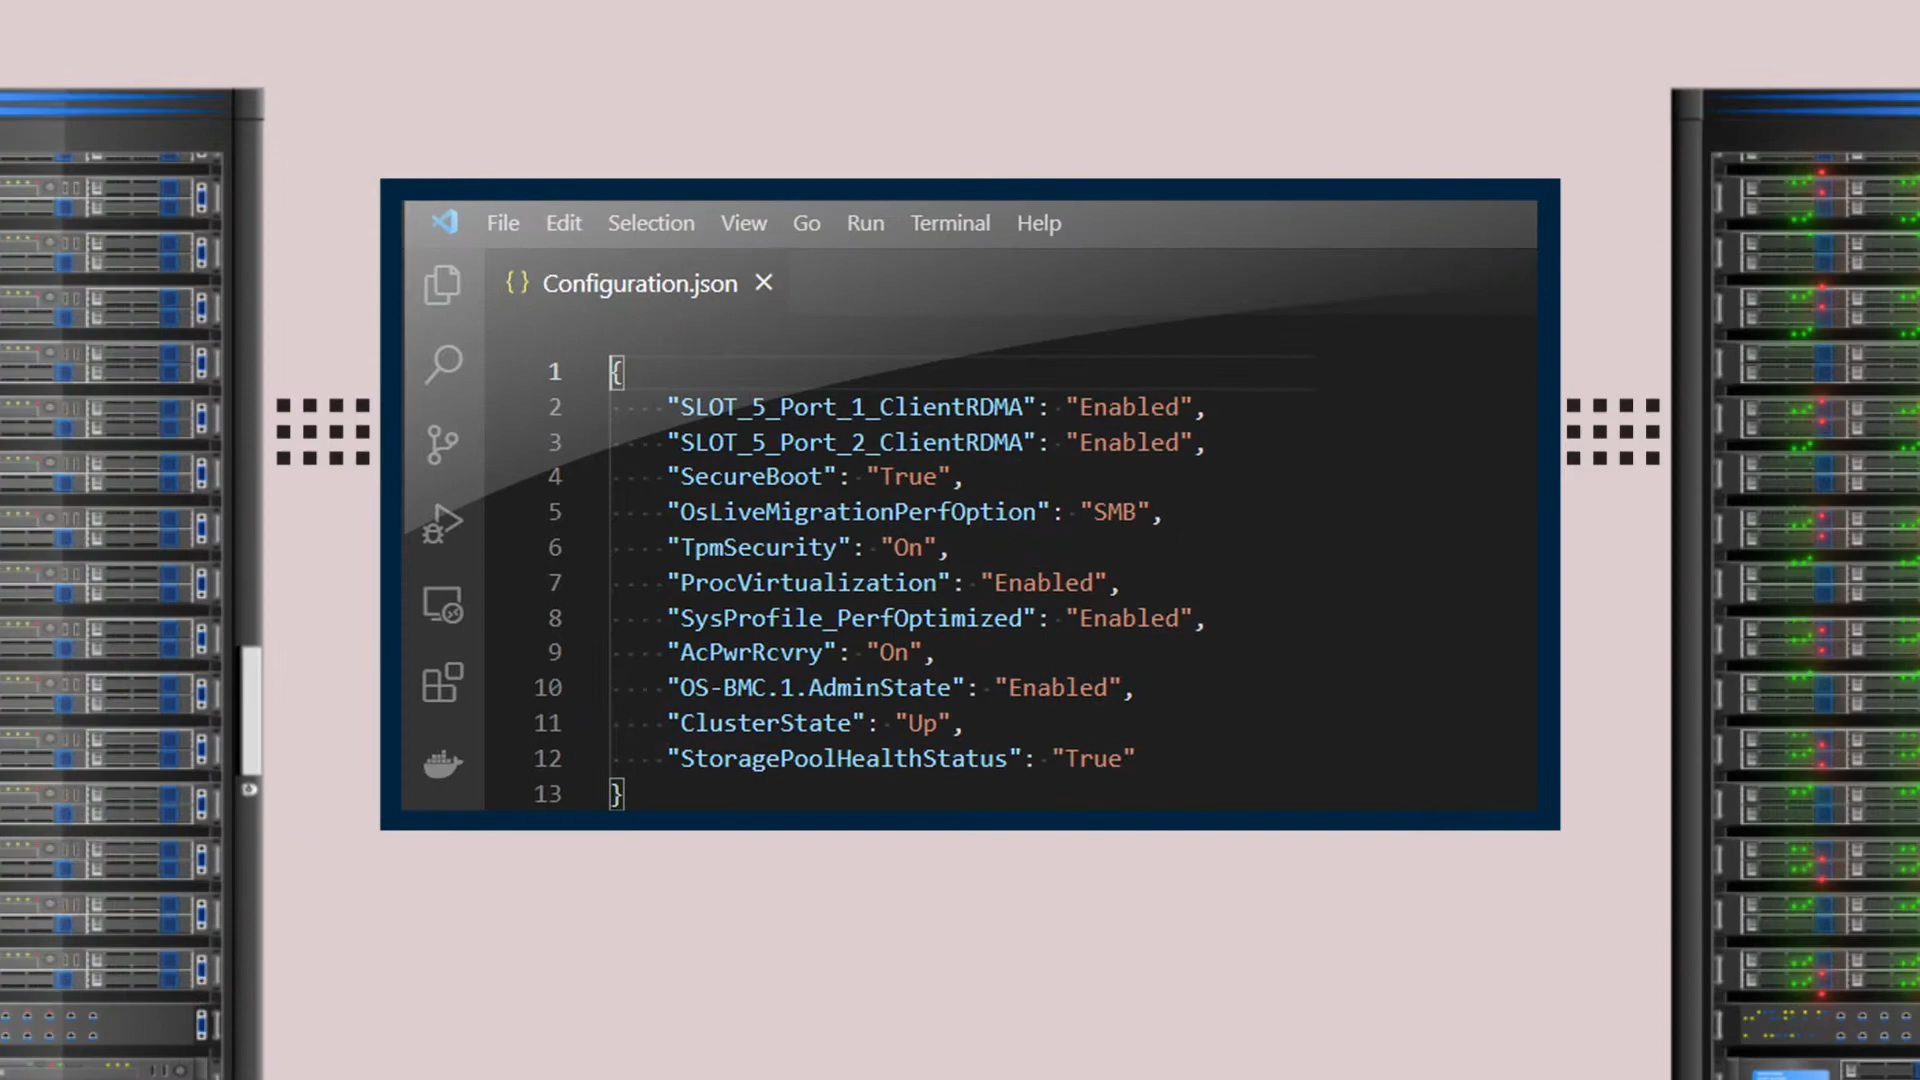 File Edit Selection View Go Run Terminal Help
{} Configuration.json ×
1 {
2 "SLOT_5_Port_1_ClientRDMA": "Enabled",
3 "SLOT_5_Port_2_ClientRDMA": "Enabled",
4 "SecureBoot": "True",
5 "OsLiveMigrationPerfOption": "SMB",
6 "TpmSecurity": "On",
7 "ProcVirtualization": "Enabled",
8 "SysProfile_PerfOptimized": "Enabled",
9 "AcPwrRcvry": "On",
10 "OS-BMC.1.AdminState": "Enabled",
11 "ClusterState": "Up",
12 "StoragePoolHealthStatus": "True"
13 }